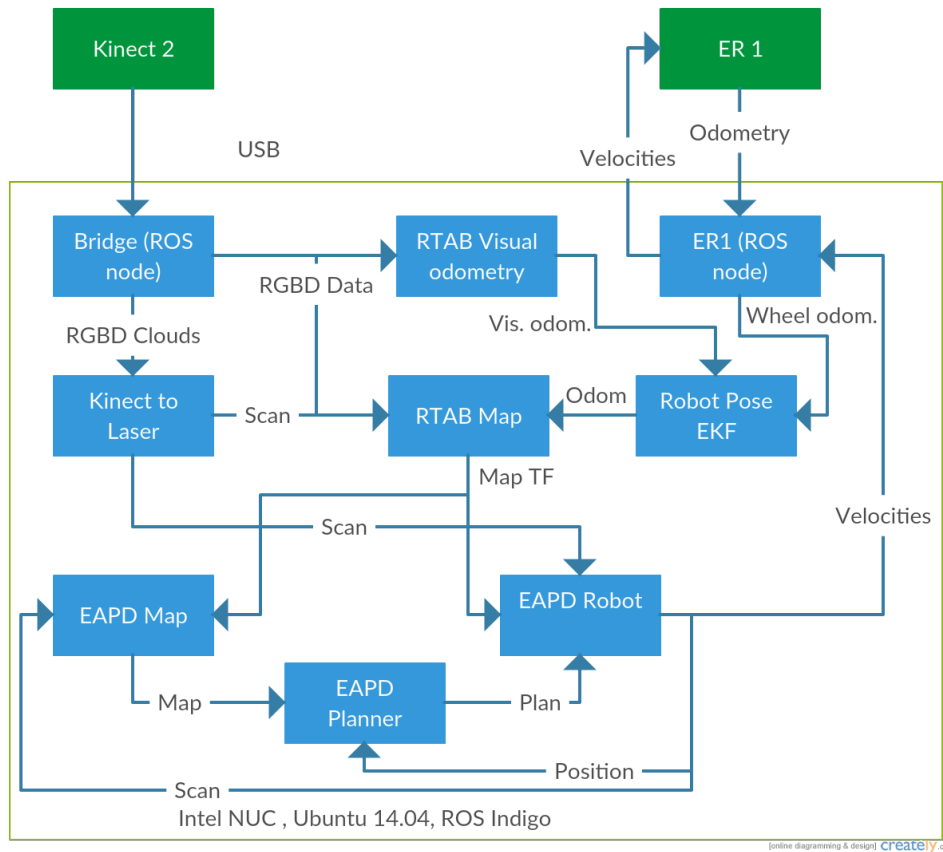 Kinect 2
ER 1
Odometry
USB
Velocities
Bridge (ROS
node)
RTAB Visual
odometry
ER1 (ROS
node)
RGBD Data
Wheel odom.
Vis. odom.
RGBD Clouds
Kinect to
Laser
Scan
RTAB Map
Odom
Robot Pose
EKF
Map TF
Scan
Velocities
EAPD Map
EAPD Robot
EAPD
Planner
Map
Plan
Position
Scan
Intel NUC , Ubuntu 14.04, ROS Indigo
[online diagramming & design] creately.c